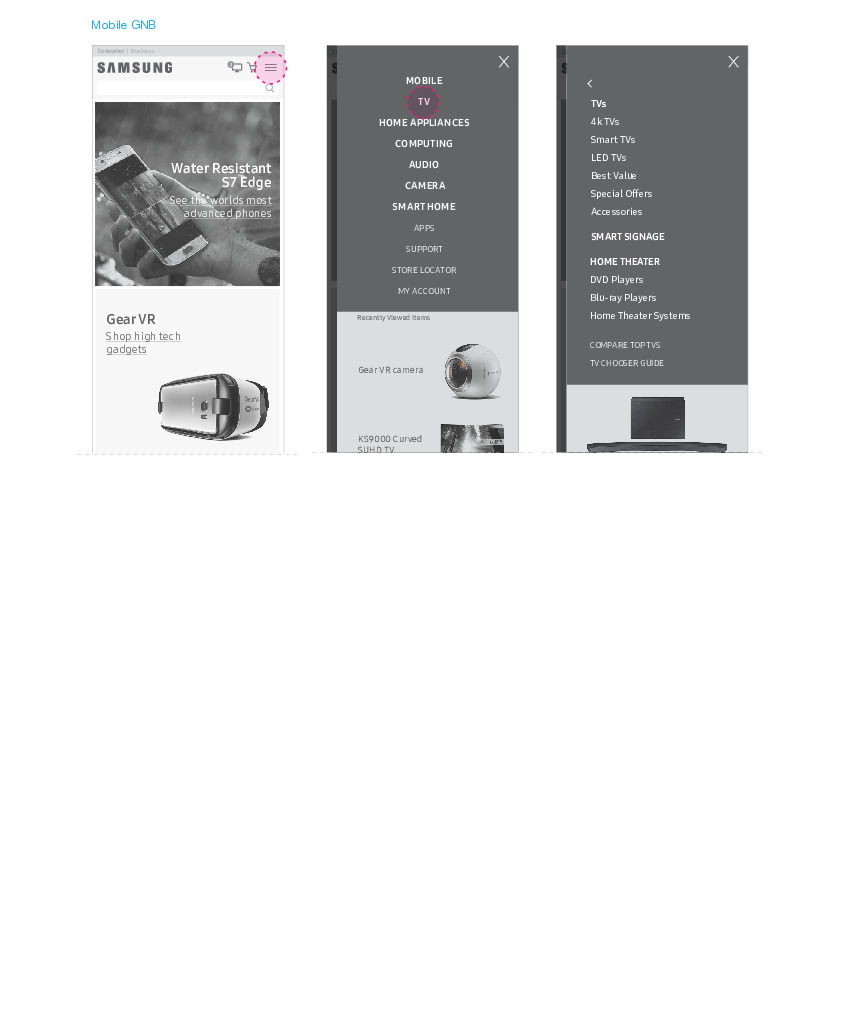 Mobile GNB
Consumer | Business
SAMSUNG
Water Resistant
S7 Edge
See the worlds most
advanced phones
Gear VR
Shop high tech
gadgets
X
MOBILE
TV
HOME APPLIANCES
COMPUTING
AUDIO
CAMERA
SMART HOME
APPS
SUPPORT
STORE LOCATOR
MY ACCOUNT
Recently Viewed Items
Gear VR camera
KS9000 Curved
SUHD TV
X
TVs
4k TVs
Smart TVs
LED TVs
Best Value
Special Offers
Accessories
SMART SIGNAGE
HOME THEATER
DVD Players
Blu-ray Players
Home Theater Systems
COMPARE TOP TVS
TV CHOOSER GUIDE